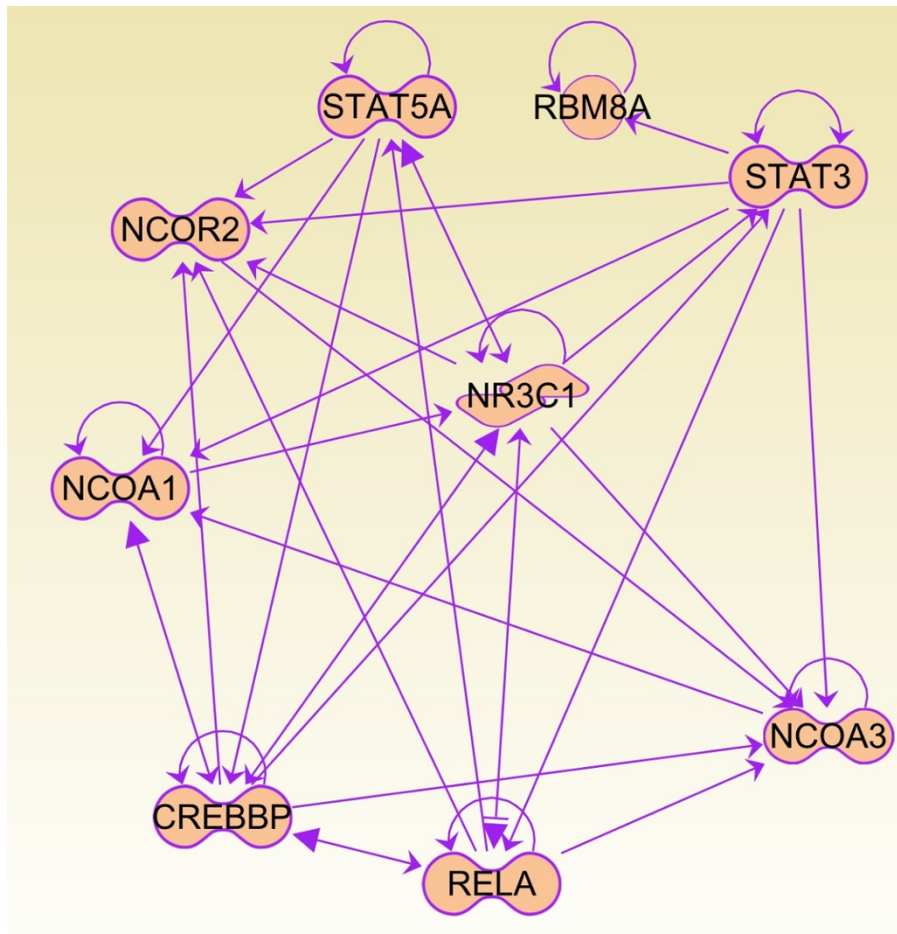 STAT5A
RBM8A
STAT3
NCOR2
NR3C1
NCOA1
NCOA3
CREBBP
RELA